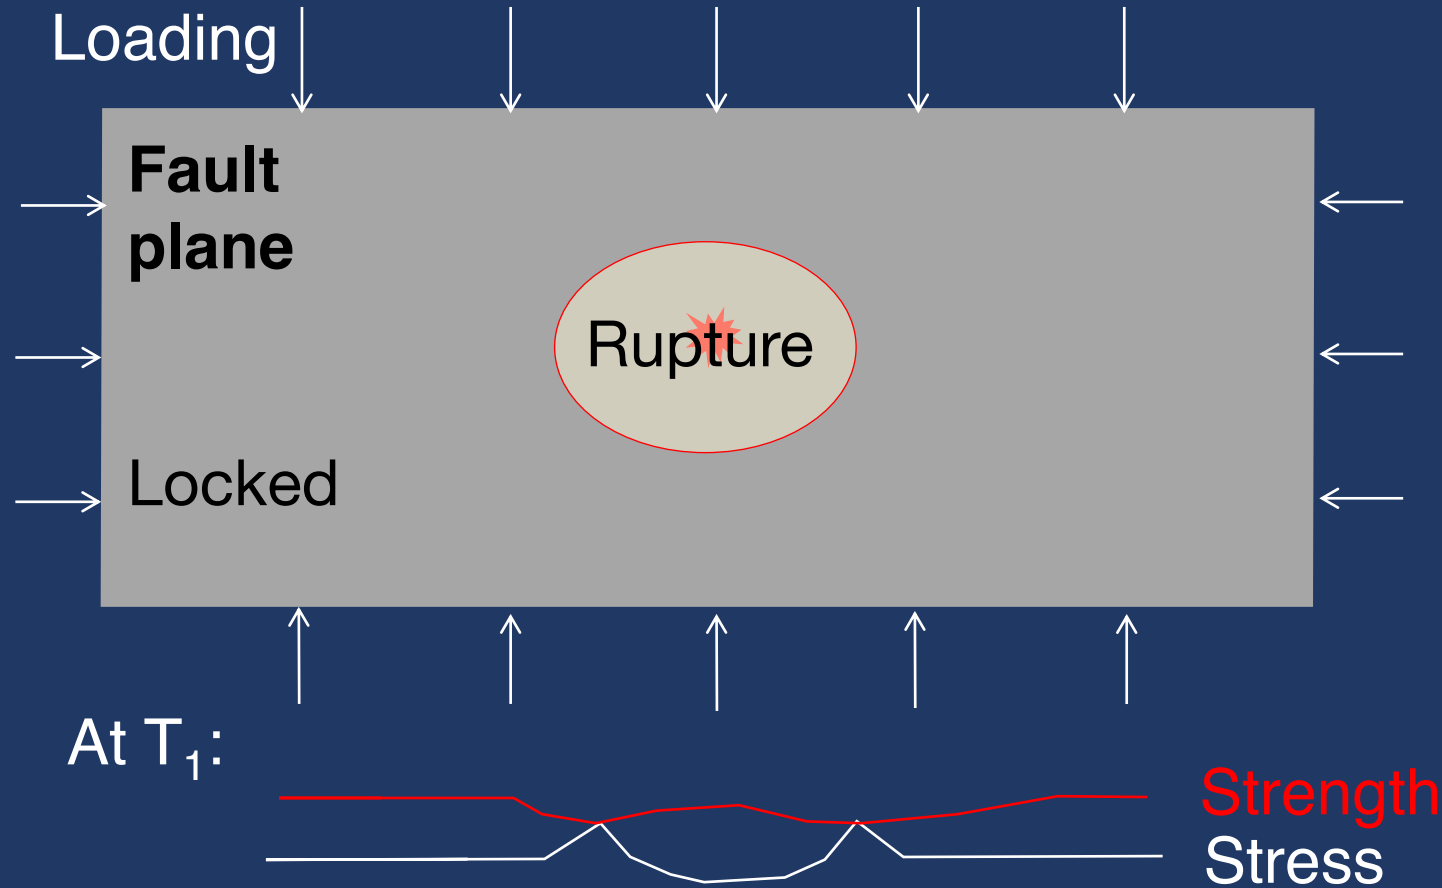 Loading
Fault
plane
Rupture
Locked
At T₁:
Strength
Stress